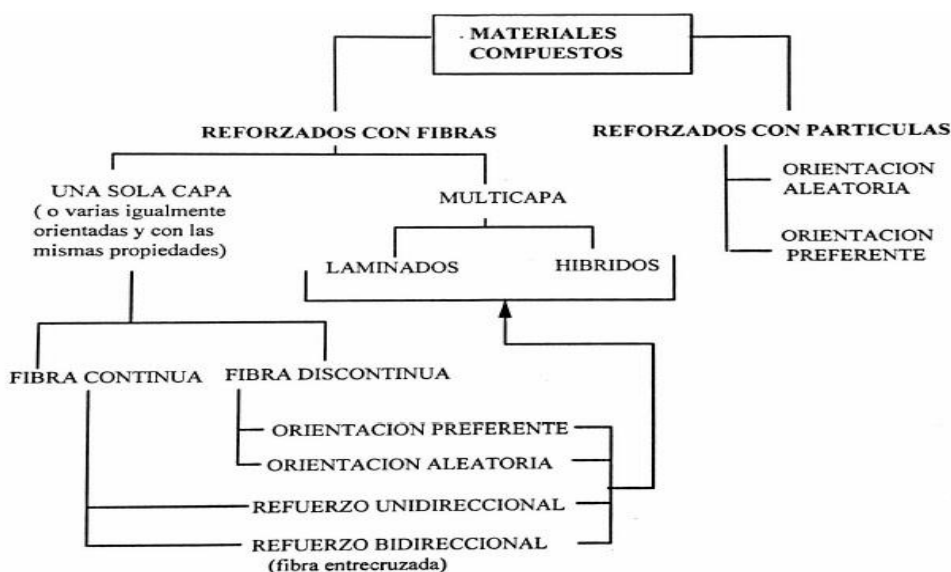 MATERIALES
COMPUESTOS
REFORZADOS CON FIBRAS
REFORZADOS CON PARTICULAS
UNA SOLA CAPA
( o varias igualmente
orientadas y con las
mismas propiedades)
MULTICAPA
ORIENTACION
ALEATORIA
ORIENTACION
PREFERENTE
LAMINADOS
HIBRIDOS
FIBRA CONTINUA
FIBRA DISCONTINUA
ORIENTACION PREFERENTE
ORIENTACION ALEATORIA
REFUERZO UNIDIRECCIONAL
REFUERZO BIDIRECCIONAL
(fibra entrecruzada)